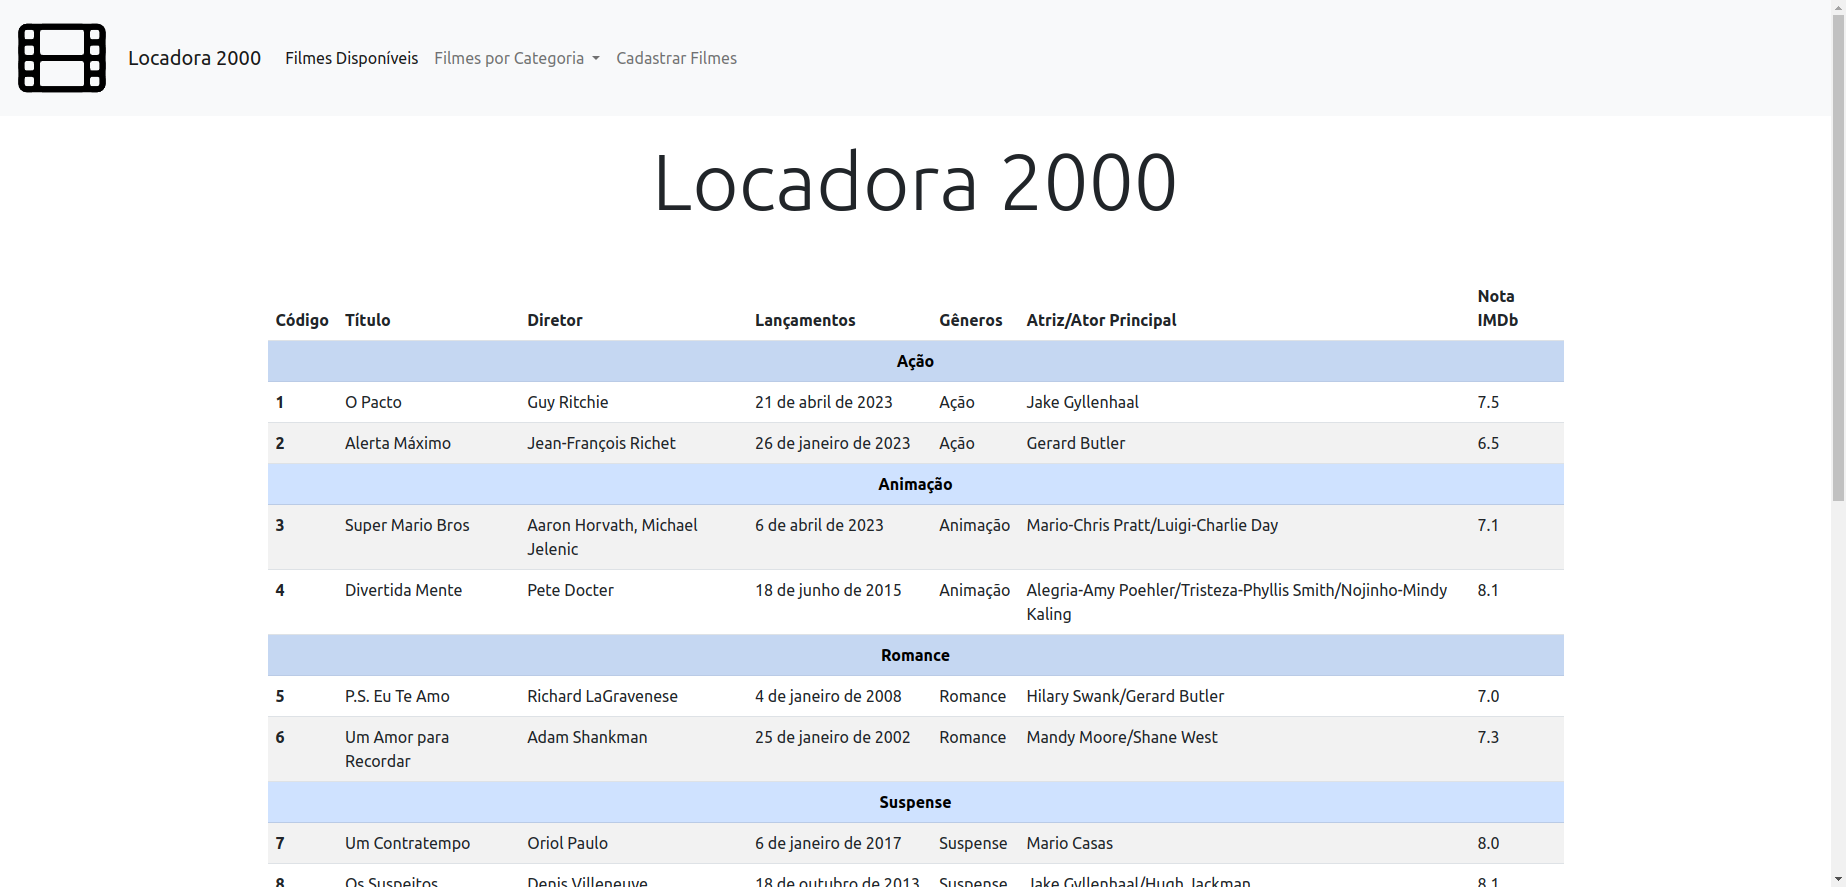 Locadora 2000 Filmes Disponíveis Filmes por Categoria Cadastrar Filmes
Locadora 2000
Código Título Diretor Lançamentos Gêneros Atriz/Ator Principal Nota IMDb
Ação
1 O Pacto Guy Ritchie 21 de abril de 2023 Ação Jake Gyllenhaal 7.5
2 Alerta Máximo Jean-François Richet 26 de janeiro de 2023 Ação Gerard Butler 6.5
Animação
3 Super Mario Bros Aaron Horvath, Michael Jelenic 6 de abril de 2023 Animação Mario-Chris Pratt/Luigi-Charlie Day 7.1
4 Divertida Mente Pete Docter 18 de junho de 2015 Animação Alegria-Amy Poehler/Tristeza-Phyllis Smith/Nojinho-Mindy Kaling 8.1
Romance
5 P.S. Eu Te Amo Richard LaGravenese 4 de janeiro de 2008 Romance Hilary Swank/Gerard Butler 7.0
6 Um Amor para Recordar Adam Shankman 25 de janeiro de 2002 Romance Mandy Moore/Shane West 7.3
Suspense
7 Um Contratempo Oriol Paulo 6 de janeiro de 2017 Suspense Mario Casas 8.0
8 Os Suspeitos Denis Villeneuve 18 de outubro de 2013 Suspense Jake Gyllenhaal/Hugh Jackman 8.1